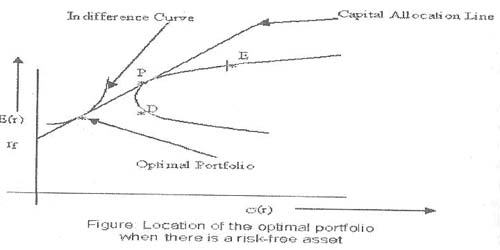 Indifference Curve
Capital Allocation Line
E
P
E(r)
D
rf
Optimal Portfolio
σ(r)
Figure: Location of the optimal portfolio
when there is a risk-free asset